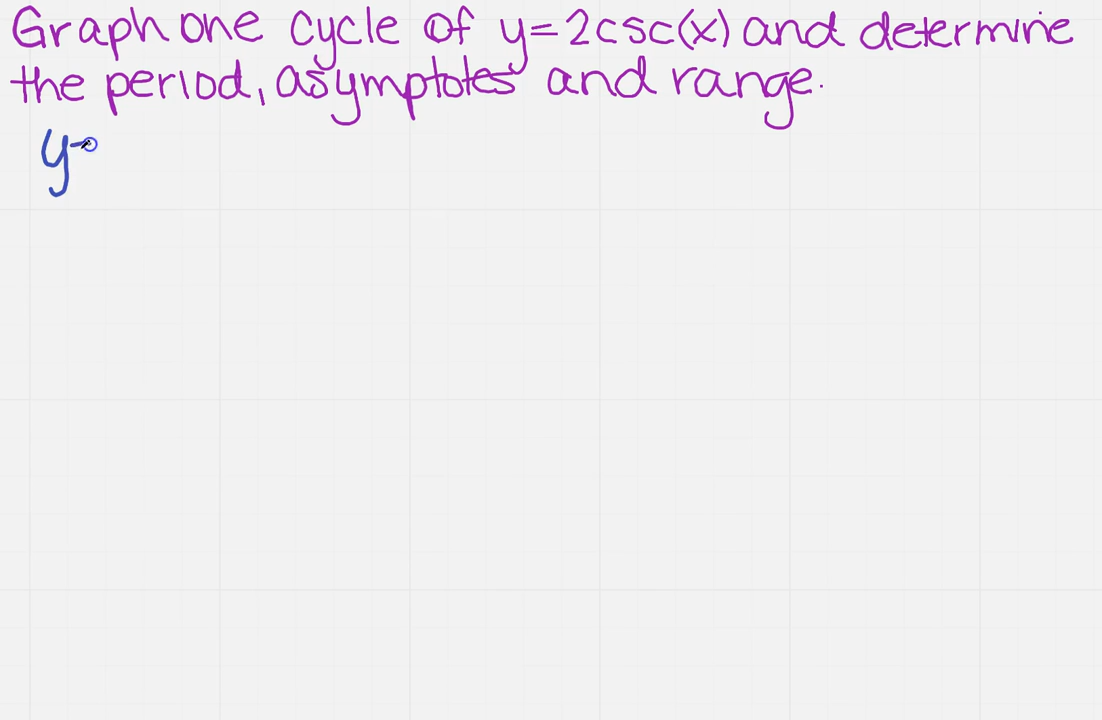 Graph one cycle of y=2csc(x) and determine
the period, asymptotes and range.
y-